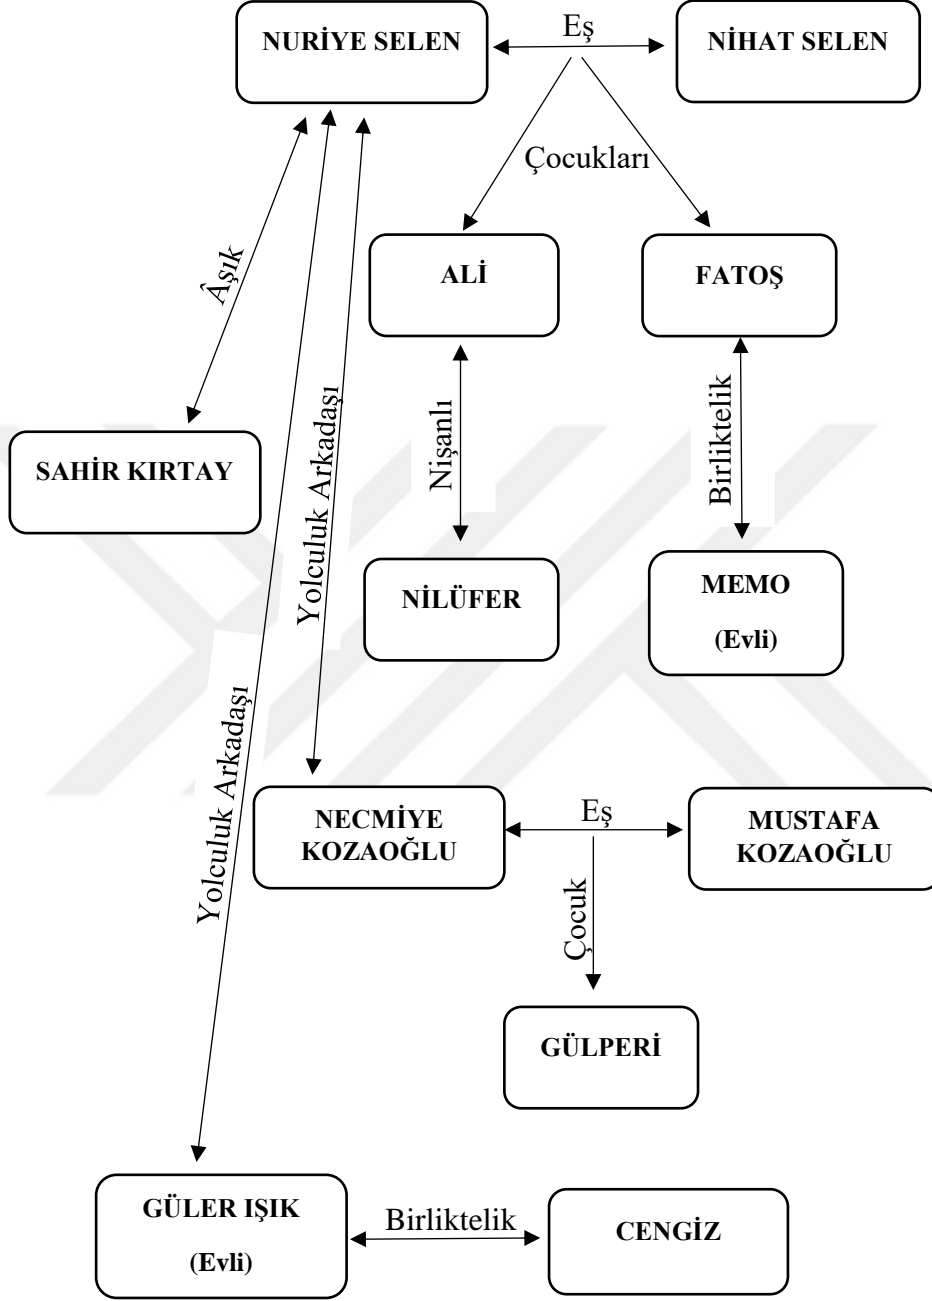 NURİYE SELEN
Eş
NİHAT SELEN
Çocukları
ALİ
FATOŞ
Âşık
Yolculuk Arkadaşı
Nişanlı
Birliktelik
SAHİR KIRTAY
NİLÜFER
MEMO
(Evli)
Yolculuk Arkadaşı
NECMİYE
KOZAOĞLU
Eş
MUSTAFA
KOZAOĞLU
Çocuk
GÜLPERİ
GÜLER IŞIK
(Evli)
Birliktelik
CENGİZ